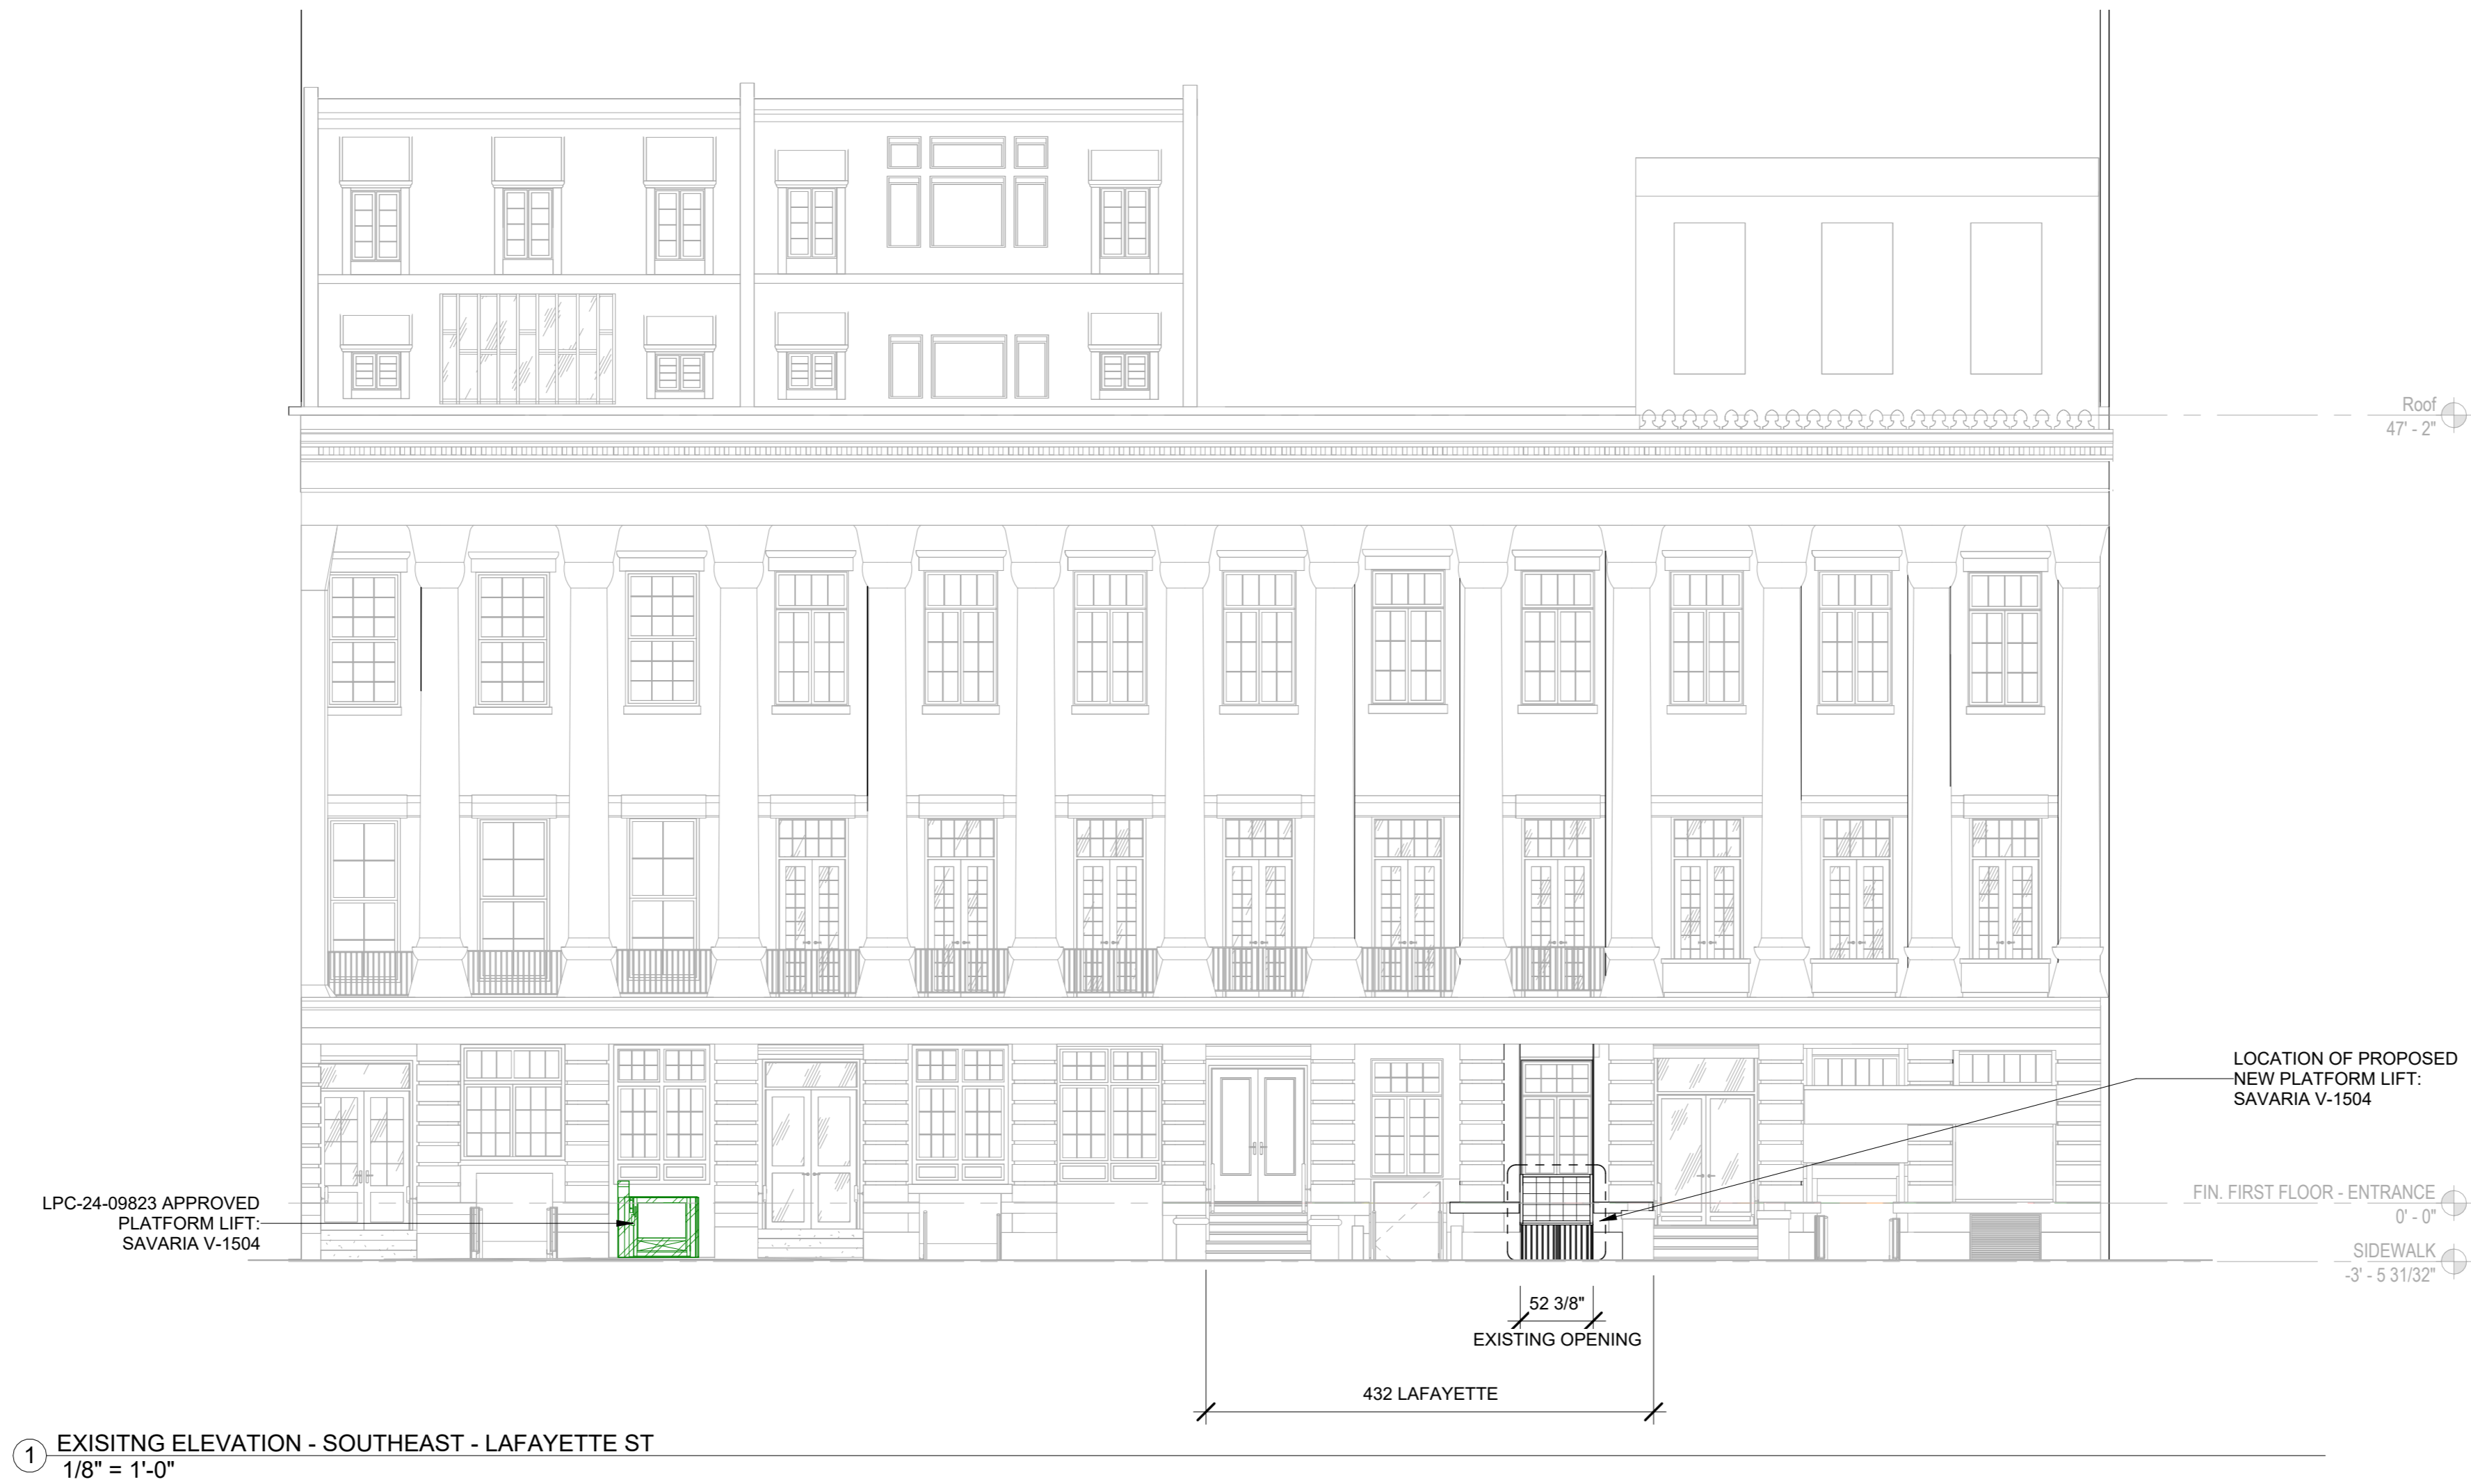 Roof
47' - 2"
LOCATION OF PROPOSED
NEW PLATFORM LIFT:
SAVARIA V-1504
LPC-24-09823 APPROVED
PLATFORM LIFT:
SAVARIA V-1504
FIN. FIRST FLOOR - ENTRANCE
0' - 0"
SIDEWALK
-3' - 5 31/32"
52 3/8"
EXISTING OPENING
432 LAFAYETTE
1 EXISITNG ELEVATION - SOUTHEAST - LAFAYETTE ST
1/8" = 1'-0"